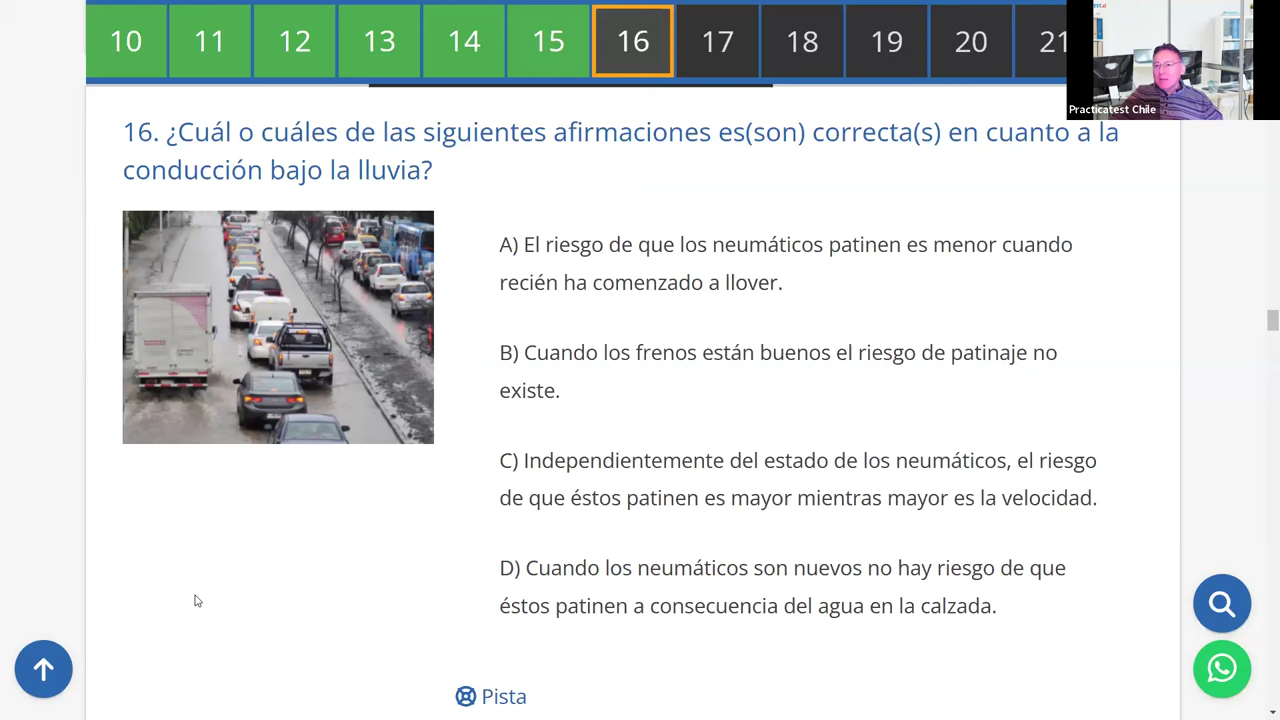 10 11 12 13 14 15 16 17 18 19 20 21
Practicatest Chile
16. ¿Cuál o cuáles de las siguientes afirmaciones es(son) correcta(s) en cuanto a la
conducción bajo la lluvia?
A) El riesgo de que los neumáticos patinen es menor cuando
recién ha comenzado a llover.
B) Cuando los frenos están buenos el riesgo de patinaje no
existe.
C) Independientemente del estado de los neumáticos, el riesgo
de que éstos patinen es mayor mientras mayor es la velocidad.
D) Cuando los neumáticos son nuevos no hay riesgo de que
éstos patinen a consecuencia del agua en la calzada.
Pista